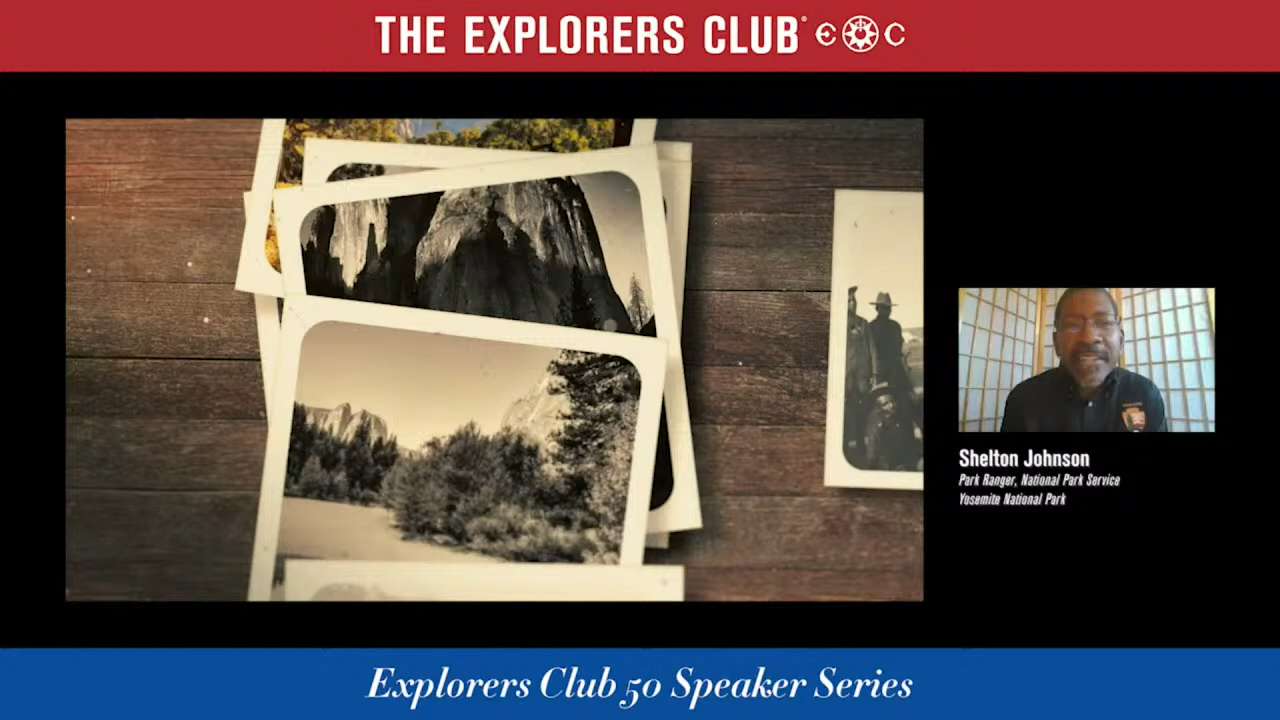 THE EXPLORERS CLUB® E C
Shelton Johnson
Park Ranger, National Park Service
Yosemite National Park
Explorers Club 50 Speaker Series